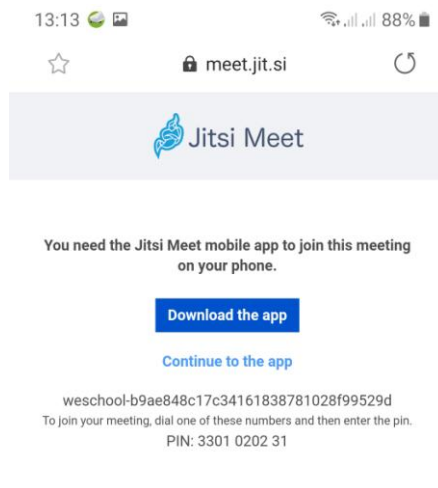 13:13 88%
meet.jit.si
Jitsi Meet
You need the Jitsi Meet mobile app to join this meeting
on your phone.
Download the app
Continue to the app
weschool-b9ae848c17c34161838781028f99529d
To join your meeting, dial one of these numbers and then enter the pin.
PIN: 3301 0202 31